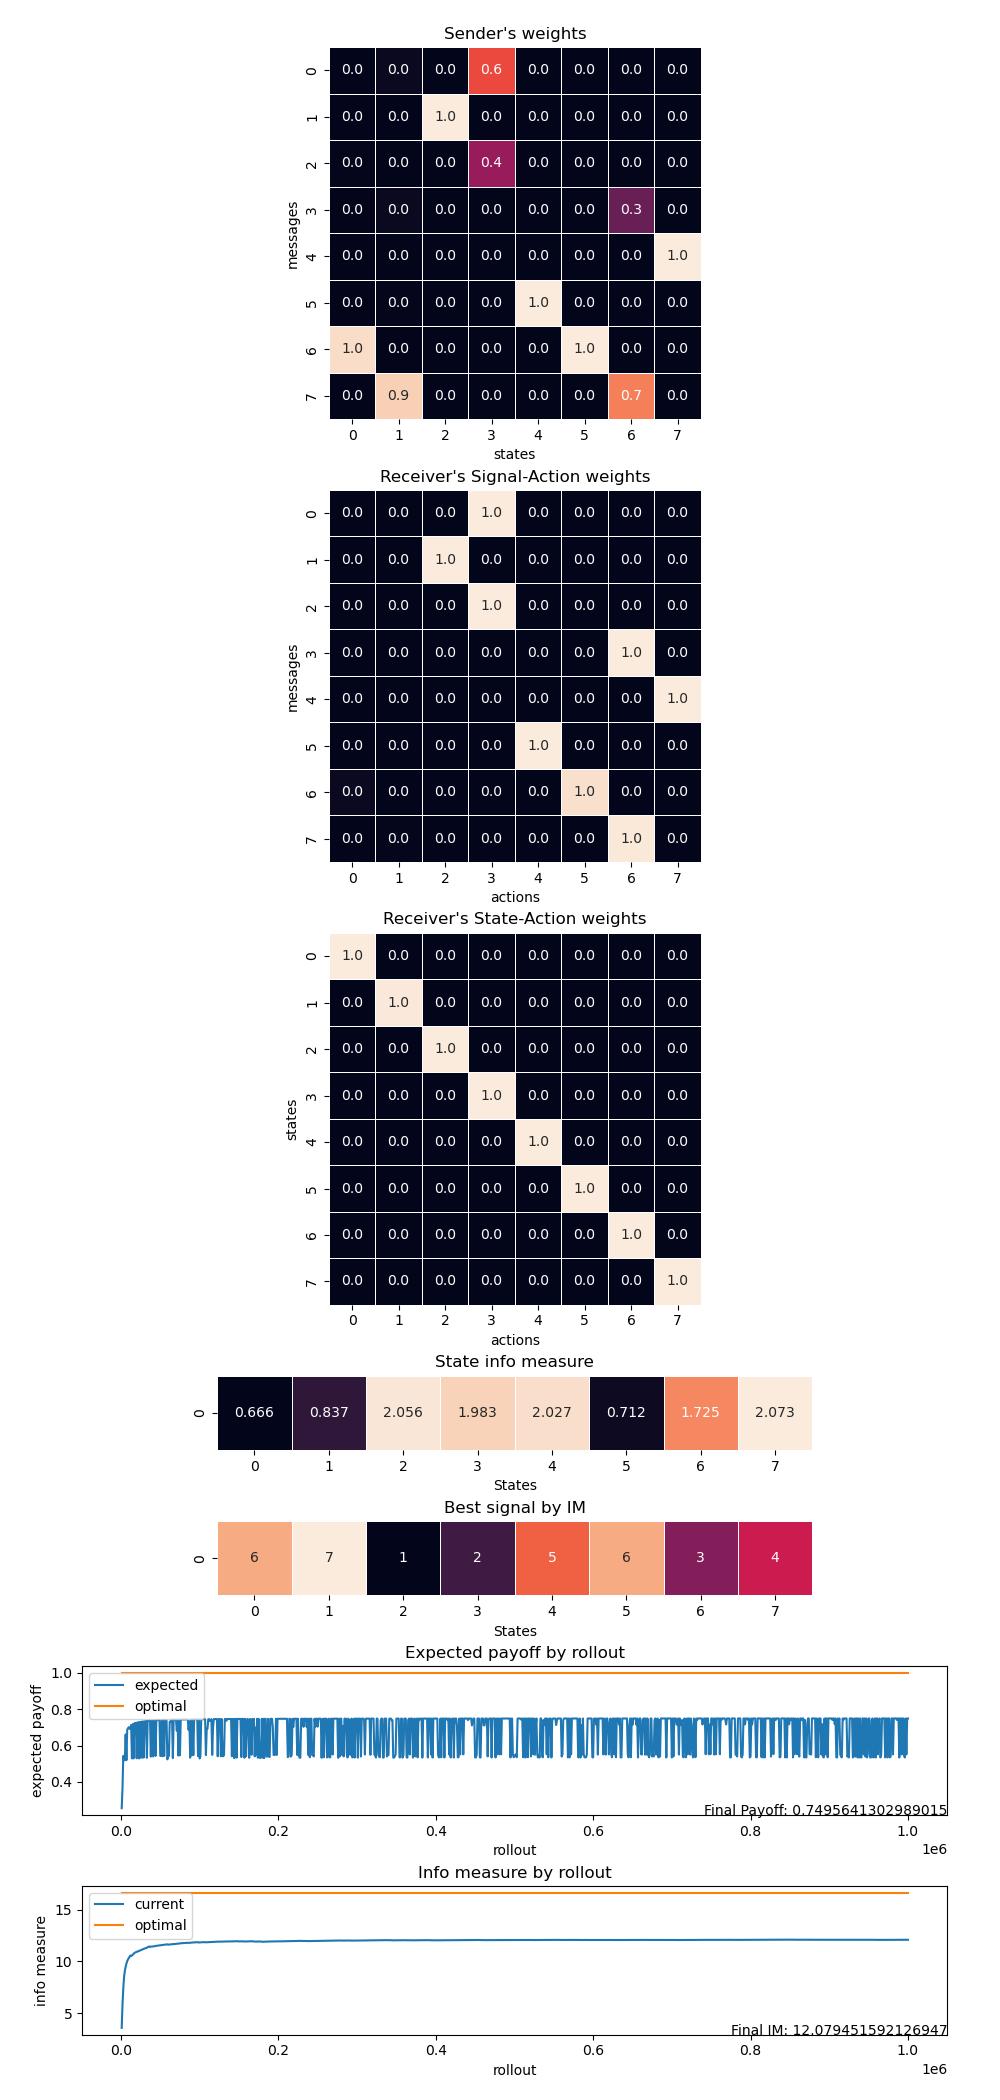 Sender's weights
0 0.0 0.0 0.0 0.6 0.0 0.0 0.0 0.0
1 0.0 0.0 1.0 0.0 0.0 0.0 0.0 0.0
2 0.0 0.0 0.0 0.4 0.0 0.0 0.0 0.0
3 0.0 0.0 0.0 0.0 0.0 0.0 0.3 0.0
4 0.0 0.0 0.0 0.0 0.0 0.0 0.0 1.0
5 0.0 0.0 0.0 0.0 1.0 0.0 0.0 0.0
6 1.0 0.0 0.0 0.0 0.0 1.0 0.0 0.0
7 0.0 0.9 0.0 0.0 0.0 0.0 0.7 0.0
messages
0 1 2 3 4 5 6 7
states
Receiver's Signal-Action weights
0 0.0 0.0 0.0 1.0 0.0 0.0 0.0 0.0
1 0.0 0.0 1.0 0.0 0.0 0.0 0.0 0.0
2 0.0 0.0 0.0 1.0 0.0 0.0 0.0 0.0
3 0.0 0.0 0.0 0.0 0.0 0.0 1.0 0.0
4 0.0 0.0 0.0 0.0 0.0 0.0 0.0 1.0
5 0.0 0.0 0.0 0.0 1.0 0.0 0.0 0.0
6 0.0 0.0 0.0 0.0 0.0 1.0 0.0 0.0
7 0.0 0.0 0.0 0.0 0.0 0.0 1.0 0.0
messages
0 1 2 3 4 5 6 7
actions
Receiver's State-Action weights
0 1.0 0.0 0.0 0.0 0.0 0.0 0.0 0.0
1 0.0 1.0 0.0 0.0 0.0 0.0 0.0 0.0
2 0.0 0.0 1.0 0.0 0.0 0.0 0.0 0.0
3 0.0 0.0 0.0 1.0 0.0 0.0 0.0 0.0
4 0.0 0.0 0.0 0.0 1.0 0.0 0.0 0.0
5 0.0 0.0 0.0 0.0 0.0 1.0 0.0 0.0
6 0.0 0.0 0.0 0.0 0.0 0.0 1.0 0.0
7 0.0 0.0 0.0 0.0 0.0 0.0 0.0 1.0
states
0 1 2 3 4 5 6 7
actions
State info measure
0 0.666 0.837 2.056 1.983 2.027 0.712 1.725 2.073
0 1 2 3 4 5 6 7
States
Best signal by IM
0 6 7 1 2 5 6 3 4
0 1 2 3 4 5 6 7
States
Expected payoff by rollout
expected payoff
1.0
0.8
0.6
0.4
expected
optimal
Final Payoff: 0.7495641302989015
0.0 0.2 0.4 0.6 0.8 1.0
1e6
rollout
Info measure by rollout
info measure
15
10
5
current
optimal
Final IM: 12.079451592126947
0.0 0.2 0.4 0.6 0.8 1.0
1e6
rollout